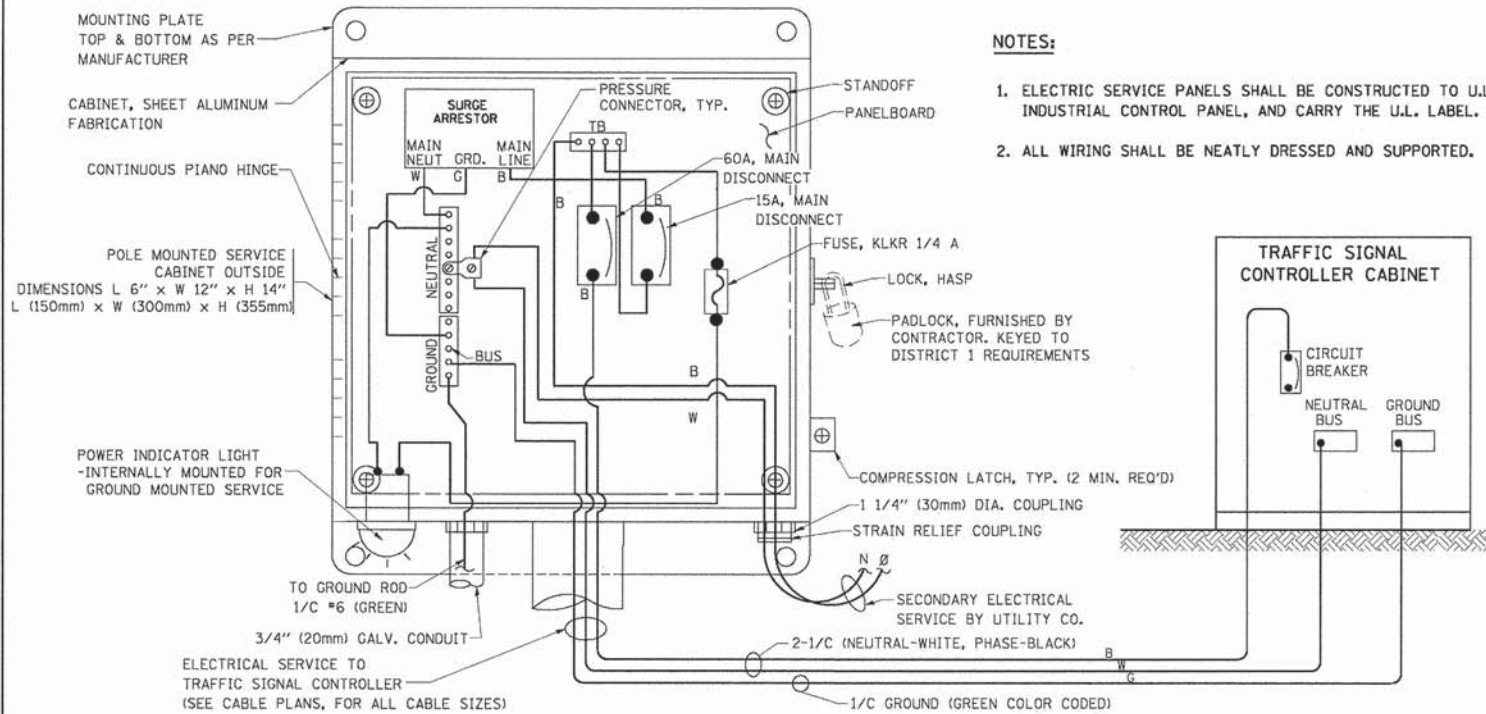 MOUNTING PLATE
TOP & BOTTOM AS PER
MANUFACTURER
CABINET, SHEET ALUMINUM
FABRICATION
CONTINUOUS PIANO HINGE
POLE MOUNTED SERVICE
CABINET OUTSIDE
DIMENSIONS L 6" × W 12" × H 14"
L (150mm) × W (300mm) × H (355mm)
POWER INDICATOR LIGHT
-INTERNALLY MOUNTED FOR
GROUND MOUNTED SERVICE
TO GROUND ROD
1/C #6 (GREEN)
3/4" (20mm) GALV. CONDUIT
ELECTRICAL SERVICE TO
TRAFFIC SIGNAL CONTROLLER
(SEE CABLE PLANS, FOR ALL CABLE SIZES)
SURGE
ARRESTOR
MAIN
NEUT
GRD.
MAIN
LINE
W
G
B
PRESSURE
CONNECTOR, TYP.
TB
60A, MAIN
DISCONNECT
15A, MAIN
DISCONNECT
B
B
B
NEUTRAL
GROUND
BUS
B
W
STANDOFF
PANELBOARD
FUSE, KLKR 1/4 A
LOCK, HASP
PADLOCK, FURNISHED BY
CONTRACTOR. KEYED TO
DISTRICT 1 REQUIREMENTS
COMPRESSION LATCH, TYP. (2 MIN. REQ'D)
1 1/4" (30mm) DIA. COUPLING
STRAIN RELIEF COUPLING
N Ø
SECONDARY ELECTRICAL
SERVICE BY UTILITY CO.
2-1/C (NEUTRAL-WHITE, PHASE-BLACK)
B
W
G
1/C GROUND (GREEN COLOR CODED)
NOTES:
1. ELECTRIC SERVICE PANELS SHALL BE CONSTRUCTED TO U.L
INDUSTRIAL CONTROL PANEL, AND CARRY THE U.L. LABEL.
2. ALL WIRING SHALL BE NEATLY DRESSED AND SUPPORTED.
TRAFFIC SIGNAL
CONTROLLER CABINET
CIRCUIT
BREAKER
NEUTRAL
BUS
GROUND
BUS